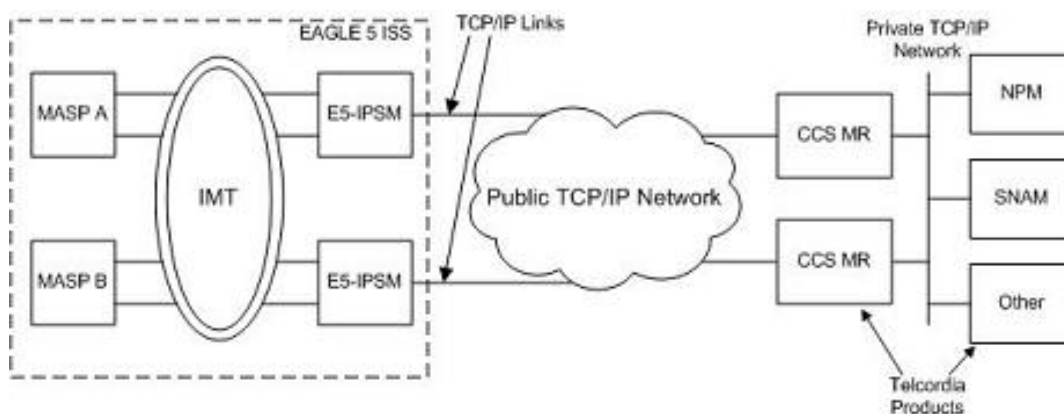 EAGLE 5 ISS
TCP/IP Links
Private TCP/IP
Network
MASP A
IMT
E5-IPSM
MASP B
E5-IPSM
Public TCP/IP Network
CCS MR
CCS MR
NPM
SNAM
Other
Telcordia
Products